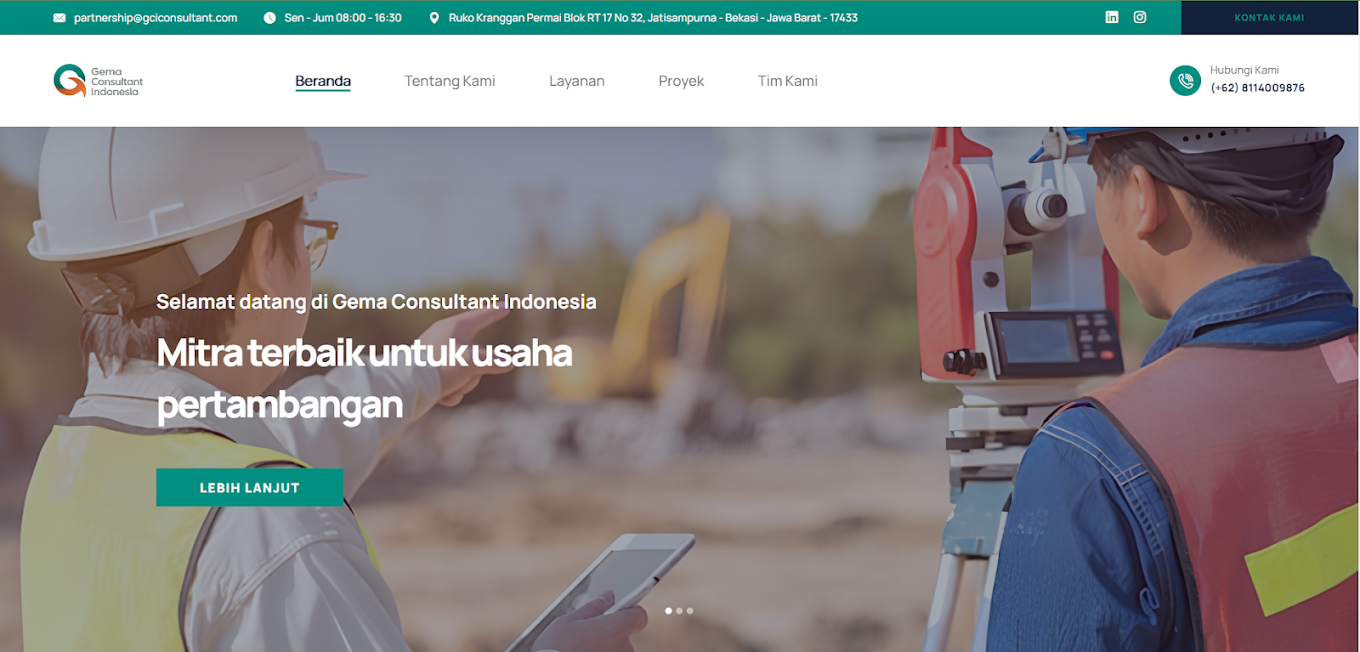 partnership@gciconsultant.com
Sen - Jum 08:00 - 16:30
Ruko Kranggan Permai Blok RT 17 No 32, Jatisampurna - Bekasi - Jawa Barat - 17433
KONTAK KAMI
Gema
Consultant
Indonesia
Beranda
Tentang Kami
Layanan
Proyek
Tim Kami
Hubungi Kami
(+62) 8114009876
Selamat datang di Gema Consultant Indonesia
Mitra terbaik untuk usaha
pertambangan
LEBIH LANJUT